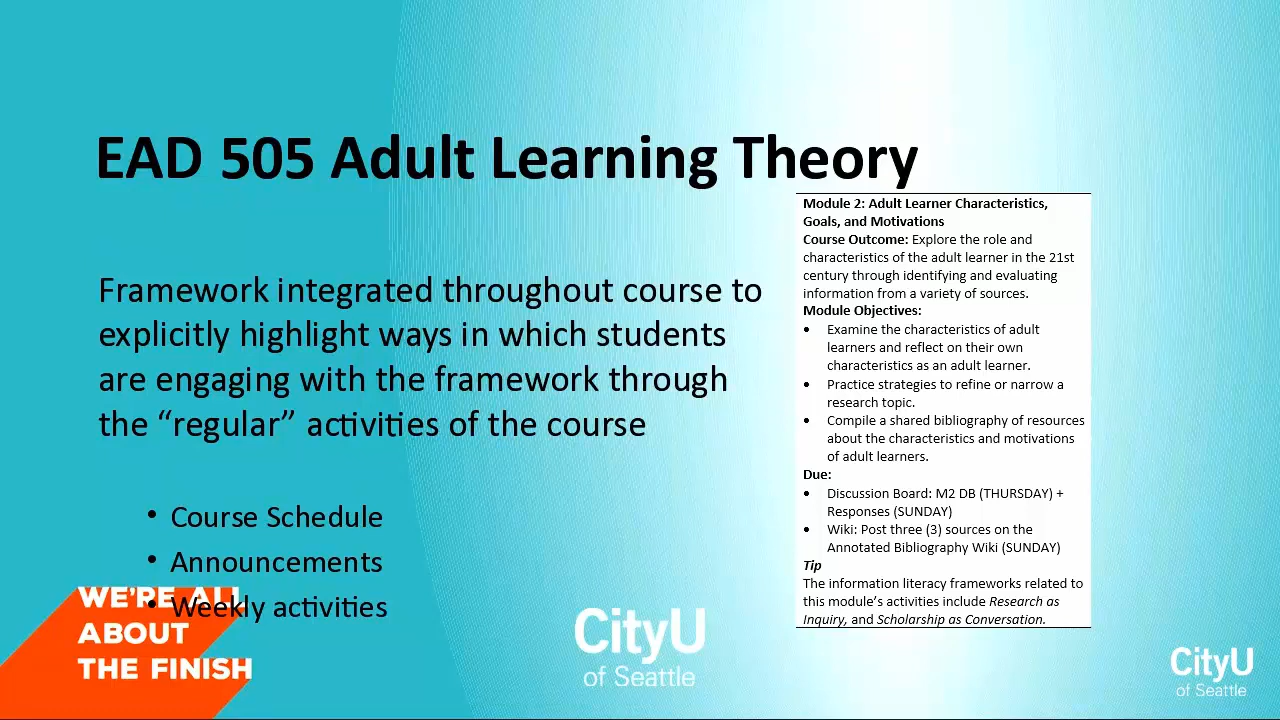 EAD 505 Adult Learning Theory
Framework integrated throughout course to
explicitly highlight ways in which students
are engaging with the framework through
the “regular” activities of the course
• Course Schedule
• Announcements
• Weekly activities
Module 2: Adult Learner Characteristics,
Goals, and Motivations
Course Outcome: Explore the role and
characteristics of the adult learner in the 21st
century through identifying and evaluating
information from a variety of sources.
Module Objectives:
• Examine the characteristics of adult
learners and reflect on their own
characteristics as an adult learner.
• Practice strategies to refine or narrow a
research topic.
• Compile a shared bibliography of resources
about the characteristics and motivations
of adult learners.
Due:
• Discussion Board: M2 DB (THURSDAY) +
Responses (SUNDAY)
• Wiki: Post three (3) sources on the
Annotated Bibliography Wiki (SUNDAY)
Tip
The information literacy frameworks related to
this module’s activities include Research as
Inquiry, and Scholarship as Conversation.
WE’RE ALL
ABOUT
THE FINISH
CityU
of Seattle
CityU
of Seattle